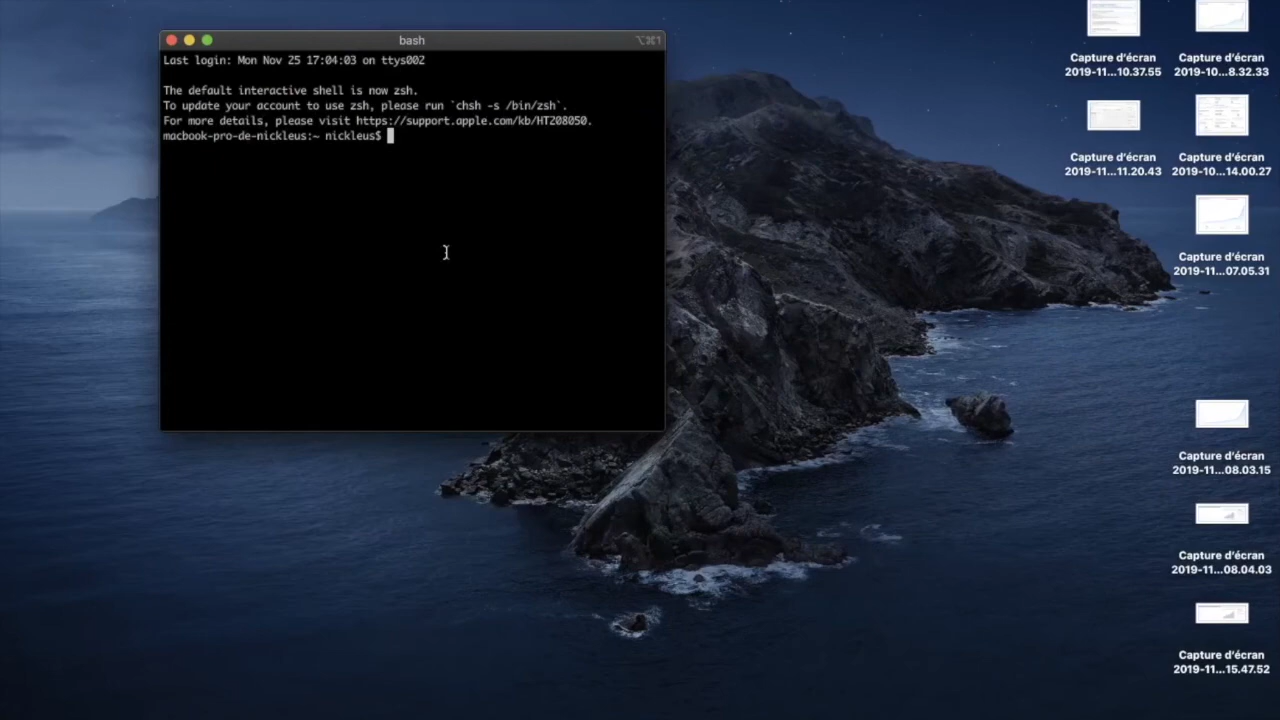 bash
⌥⌘1
Last login: Mon Nov 25 17:04:03 on ttys002
The default interactive shell is now zsh.
To update your account to use zsh, please run `chsh -s /bin/zsh`.
For more details, please visit https://support.apple.com/kb/HT208050.
macbook-pro-de-nickleus:~ nickleus$
Capture d'écran
2019-11...10.37.55
Capture d'écran
2019-10...8.32.33
Capture d'écran
2019-11...11.20.43
Capture d'écran
2019-10...14.00.27
Capture d'écran
2019-11...07.05.31
Capture d'écran
2019-11...08.03.15
Capture d'écran
2019-11...08.04.03
Capture d'écran
2019-11...15.47.52